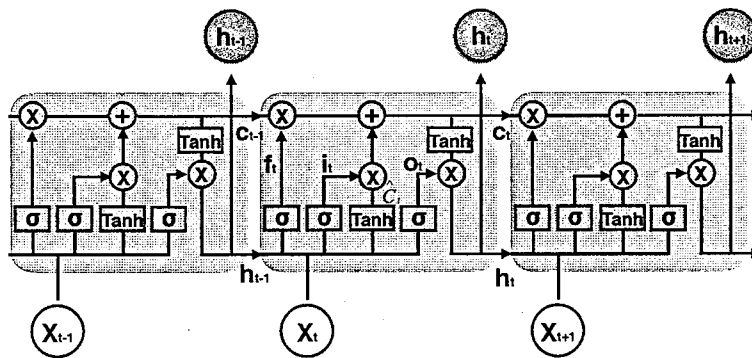 ht-1
ht
ht+1
X + X + X +
Ct-1
Ct
Tanh Tanh Tanh
ft
it
ot
X X X X X X
Ĉt
σ σ Tanh σ
σ σ Tanh σ
σ σ Tanh σ
ht-1
ht
Xt-1
Xt
Xt+1